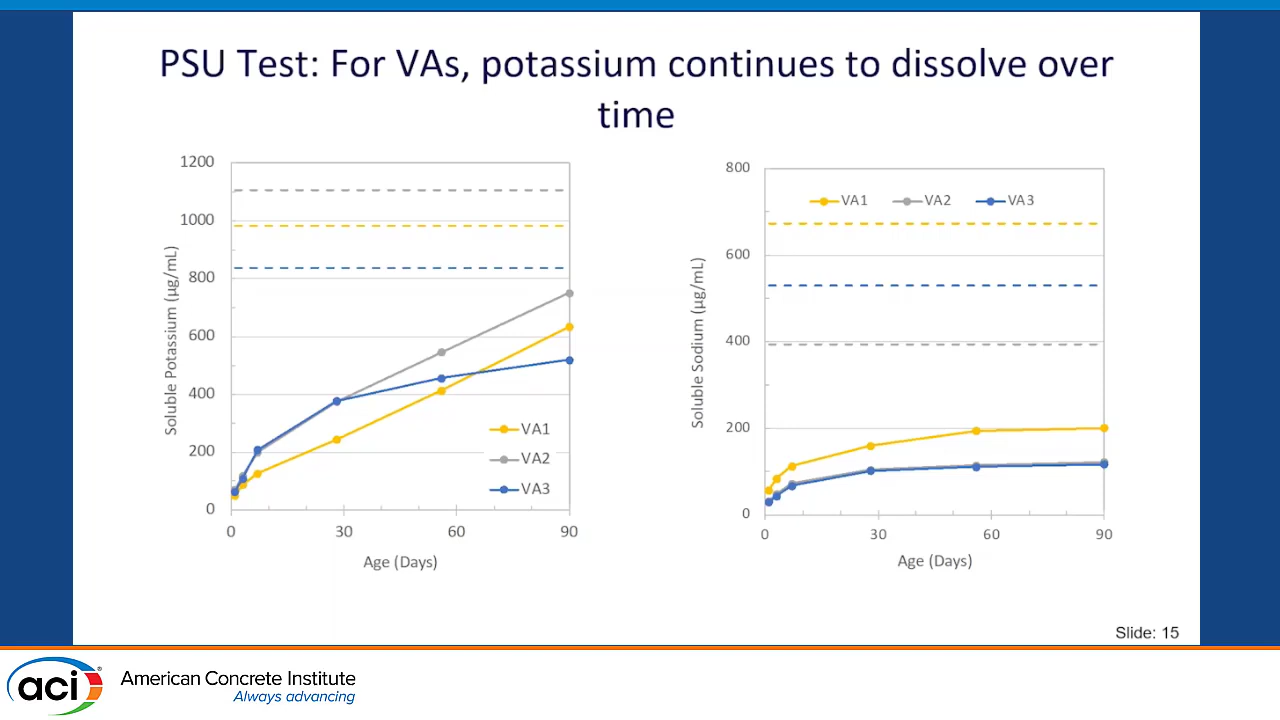 PSU Test: For VAs, potassium continues to dissolve over
time
1200
1000
800
600
400
200
0
0 30 60 90
Soluble Potassium (µg/mL)
Age (Days)
VA1
VA2
VA3
800
600
400
200
0
0 30 60 90
Soluble Sodium (µg/mL)
Age (Days)
VA1 VA2 VA3
Slide: 15
aci®
American Concrete Institute
Always advancing